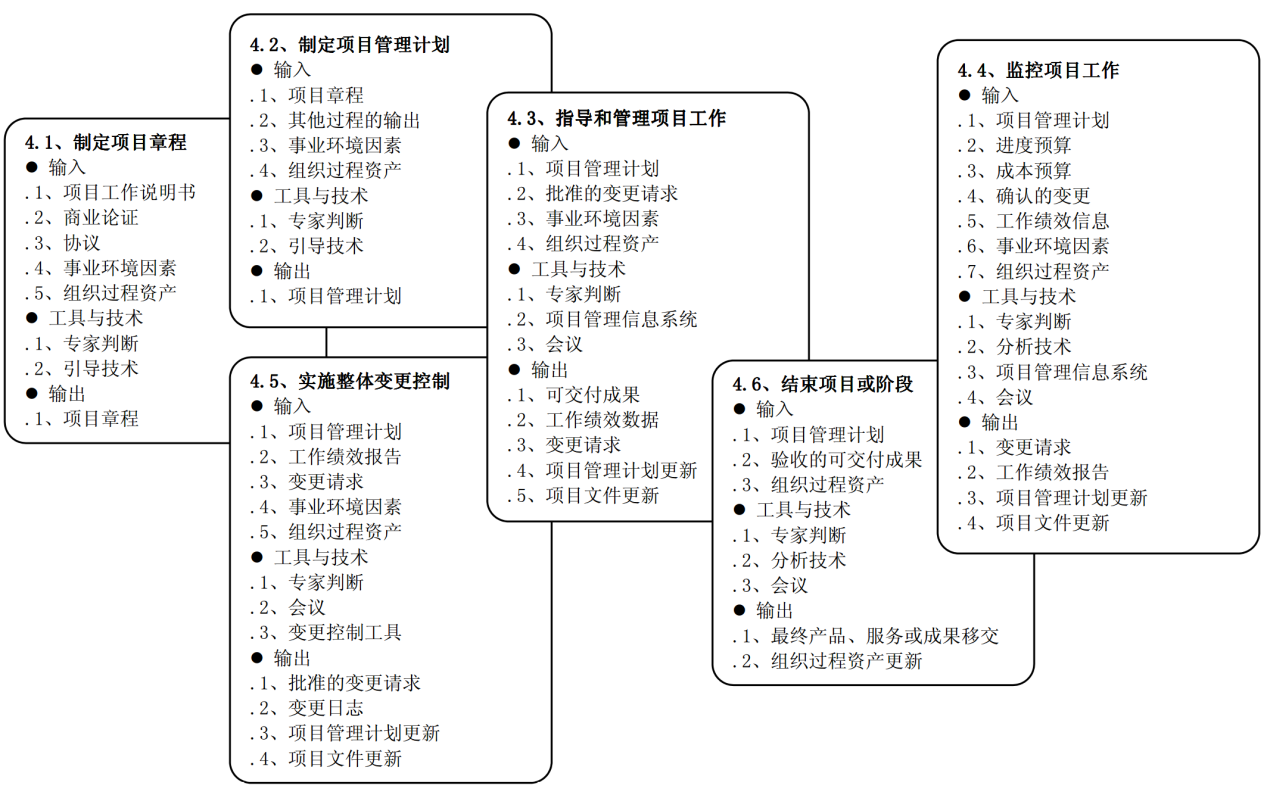 4.1、制定项目章程
● 输入
.1、项目工作说明书
.2、商业论证
.3、协议
.4、事业环境因素
.5、组织过程资产
● 工具与技术
.1、专家判断
.2、引导技术
● 输出
.1、项目章程
4.2、制定项目管理计划
● 输入
.1、项目章程
.2、其他过程的输出
.3、事业环境因素
.4、组织过程资产
● 工具与技术
.1、专家判断
.2、引导技术
● 输出
.1、项目管理计划
4.3、指导和管理项目工作
● 输入
.1、项目管理计划
.2、批准的变更请求
.3、事业环境因素
.4、组织过程资产
● 工具与技术
.1、专家判断
.2、项目管理信息系统
.3、会议
● 输出
.1、可交付成果
.2、工作绩效数据
.3、变更请求
.4、项目管理计划更新
.5、项目文件更新
4.4、监控项目工作
● 输入
.1、项目管理计划
.2、进度预算
.3、成本预算
.4、确认的变更
.5、工作绩效信息
.6、事业环境因素
.7、组织过程资产
● 工具与技术
.1、专家判断
.2、分析技术
.3、项目管理信息系统
.4、会议
● 输出
.1、变更请求
.2、工作绩效报告
.3、项目管理计划更新
.4、项目文件更新
4.5、实施整体变更控制
● 输入
.1、项目管理计划
.2、工作绩效报告
.3、变更请求
.4、事业环境因素
.5、组织过程资产
● 工具与技术
.1、专家判断
.2、会议
.3、变更控制工具
● 输出
.1、批准的变更请求
.2、变更日志
.3、项目管理计划更新
.4、项目文件更新
4.6、结束项目或阶段
● 输入
.1、项目管理计划
.2、验收的可交付成果
.3、组织过程资产
● 工具与技术
.1、专家判断
.2、分析技术
.3、会议
● 输出
.1、最终产品、服务或成果移交
.2、组织过程资产更新